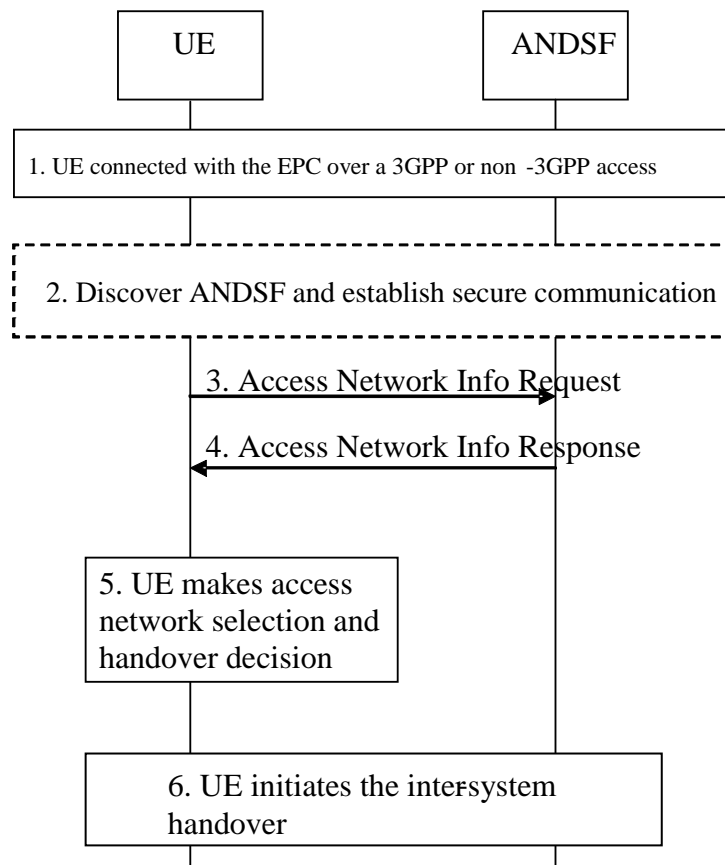 UE
ANDSF
1. UE connected with the EPC over a 3GPP or non -3GPP access
2. Discover ANDSF and establish secure communication
3. Access Network Info Request
4. Access Network Info Response
5. UE makes access
network selection and
handover decision
6. UE initiates the inter-system
handover